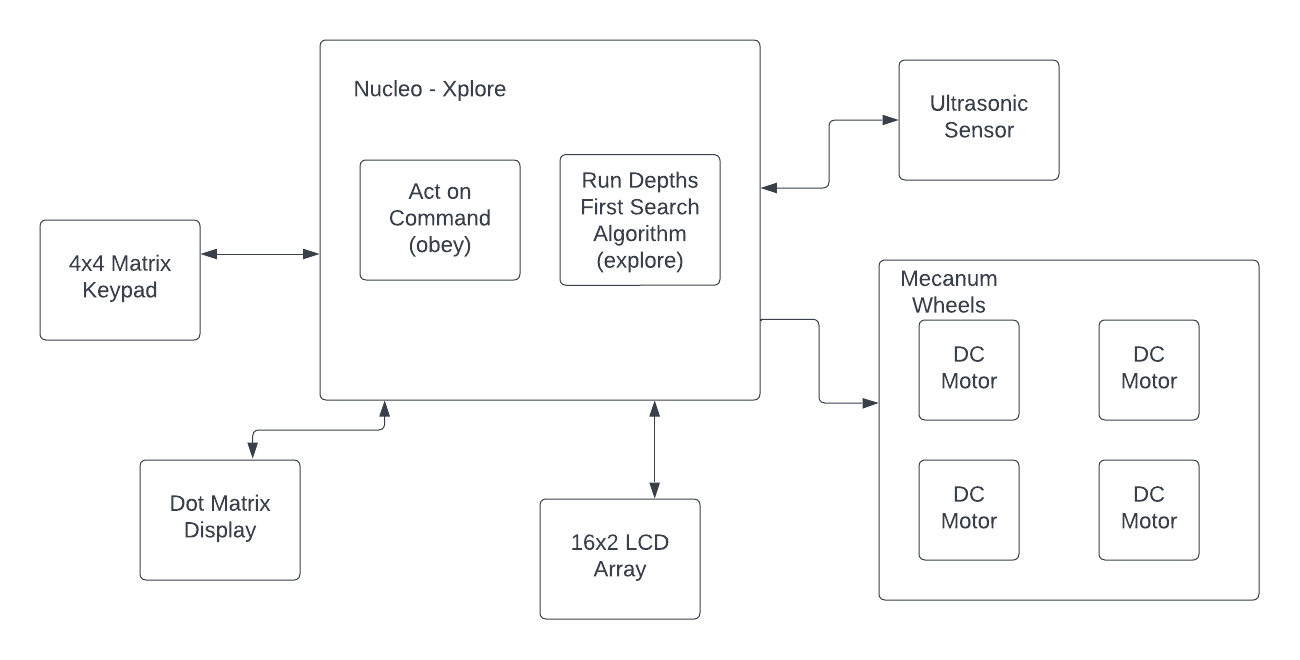 Nucleo - Xplore
Act on
Command
(obey)
Run Depths
First Search
Algorithm
(explore)
Ultrasonic
Sensor
4x4 Matrix
Keypad
Mecanum
Wheels
DC
Motor
DC
Motor
DC
Motor
DC
Motor
Dot Matrix
Display
16x2 LCD
Array